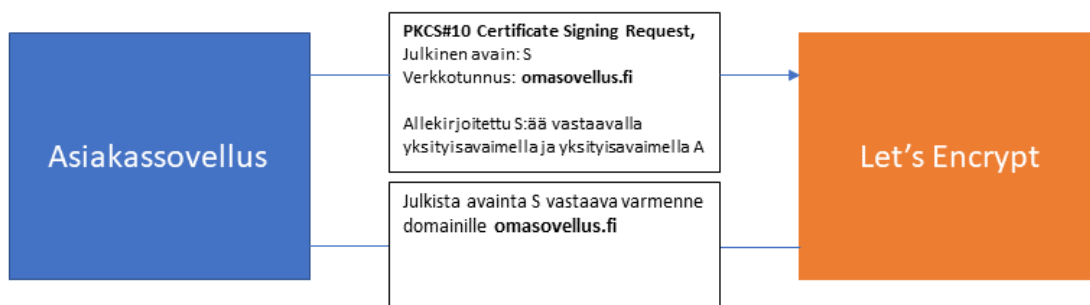 Asiakassovellus
PKCS#10 Certificate Signing Request,
Julkinen avain: S
Verkkotunnus: omasovellus.fi
Allekirjoitettu S:ää vastaavalla
yksityisavaimella ja yksityisavaimella A
Julkista avainta S vastaava varmenne
domainille omasovellus.fi
Let's Encrypt